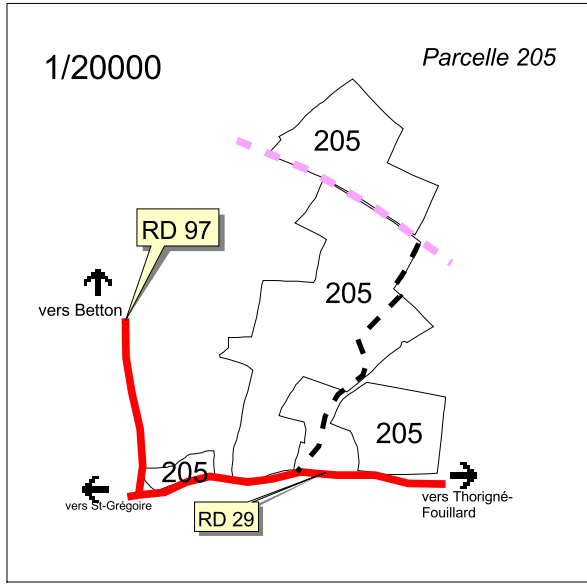 1/20000
Parcelle 205
205
RD 97
vers Betton
205
205
205
vers St-Grégoire
RD 29
vers Thorigné-
Fouillard